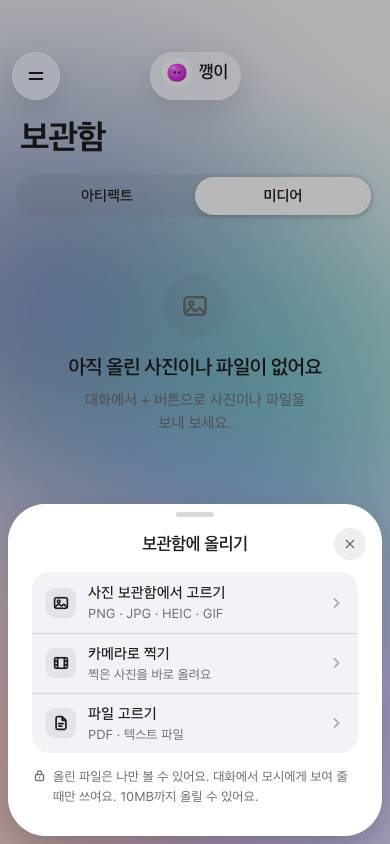 깽이
보관함
아티팩트
미디어
아직 올린 사진이나 파일이 없어요
대화에서 + 버튼으로 사진이나 파일을
보내 보세요.
보관함에 올리기
사진 보관함에서 고르기
PNG · JPG · HEIC · GIF
카메라로 찍기
찍은 사진을 바로 올려요
파일 고르기
PDF · 텍스트 파일
올린 파일은 나만 볼 수 있어요. 대화에서 모시에게 보여 줄
때만 쓰여요. 10MB까지 올릴 수 있어요.